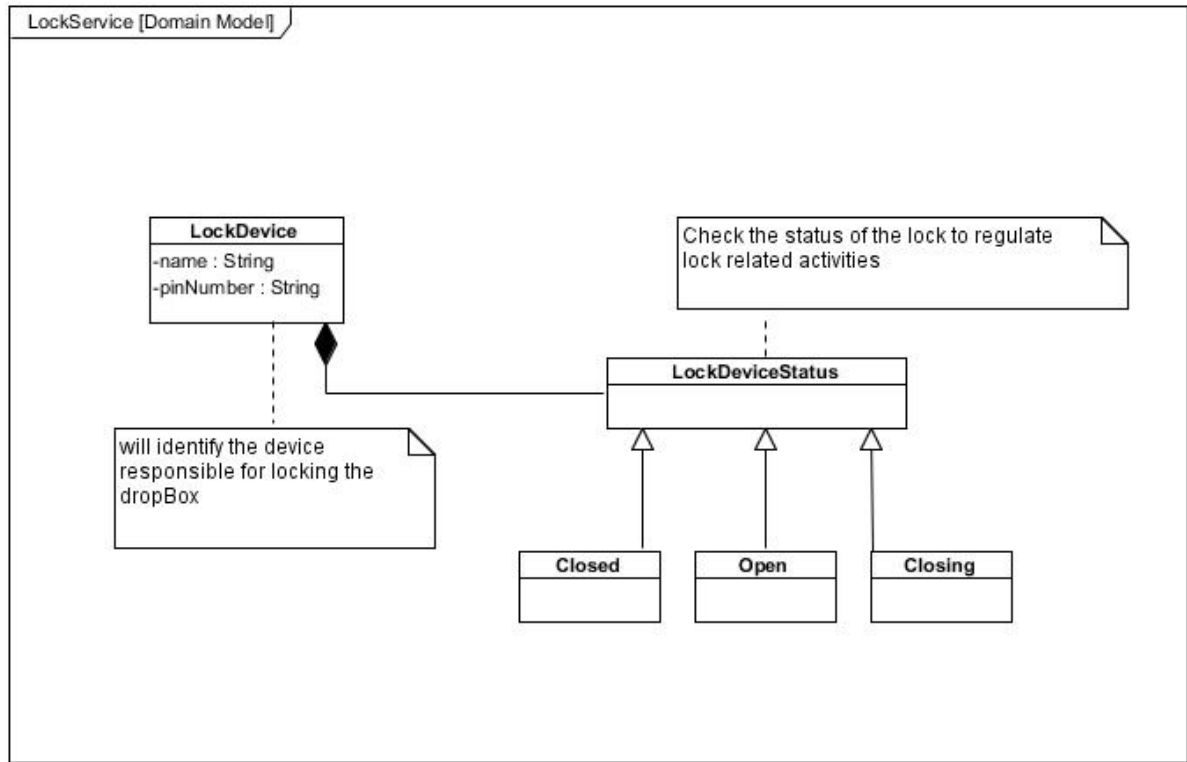 LockService [Domain Model]
LockDevice
-name : String
-pinNumber : String
Check the status of the lock to regulate
lock related activities
LockDeviceStatus
will identify the device
responsible for locking the
dropBox
Closed
Open
Closing